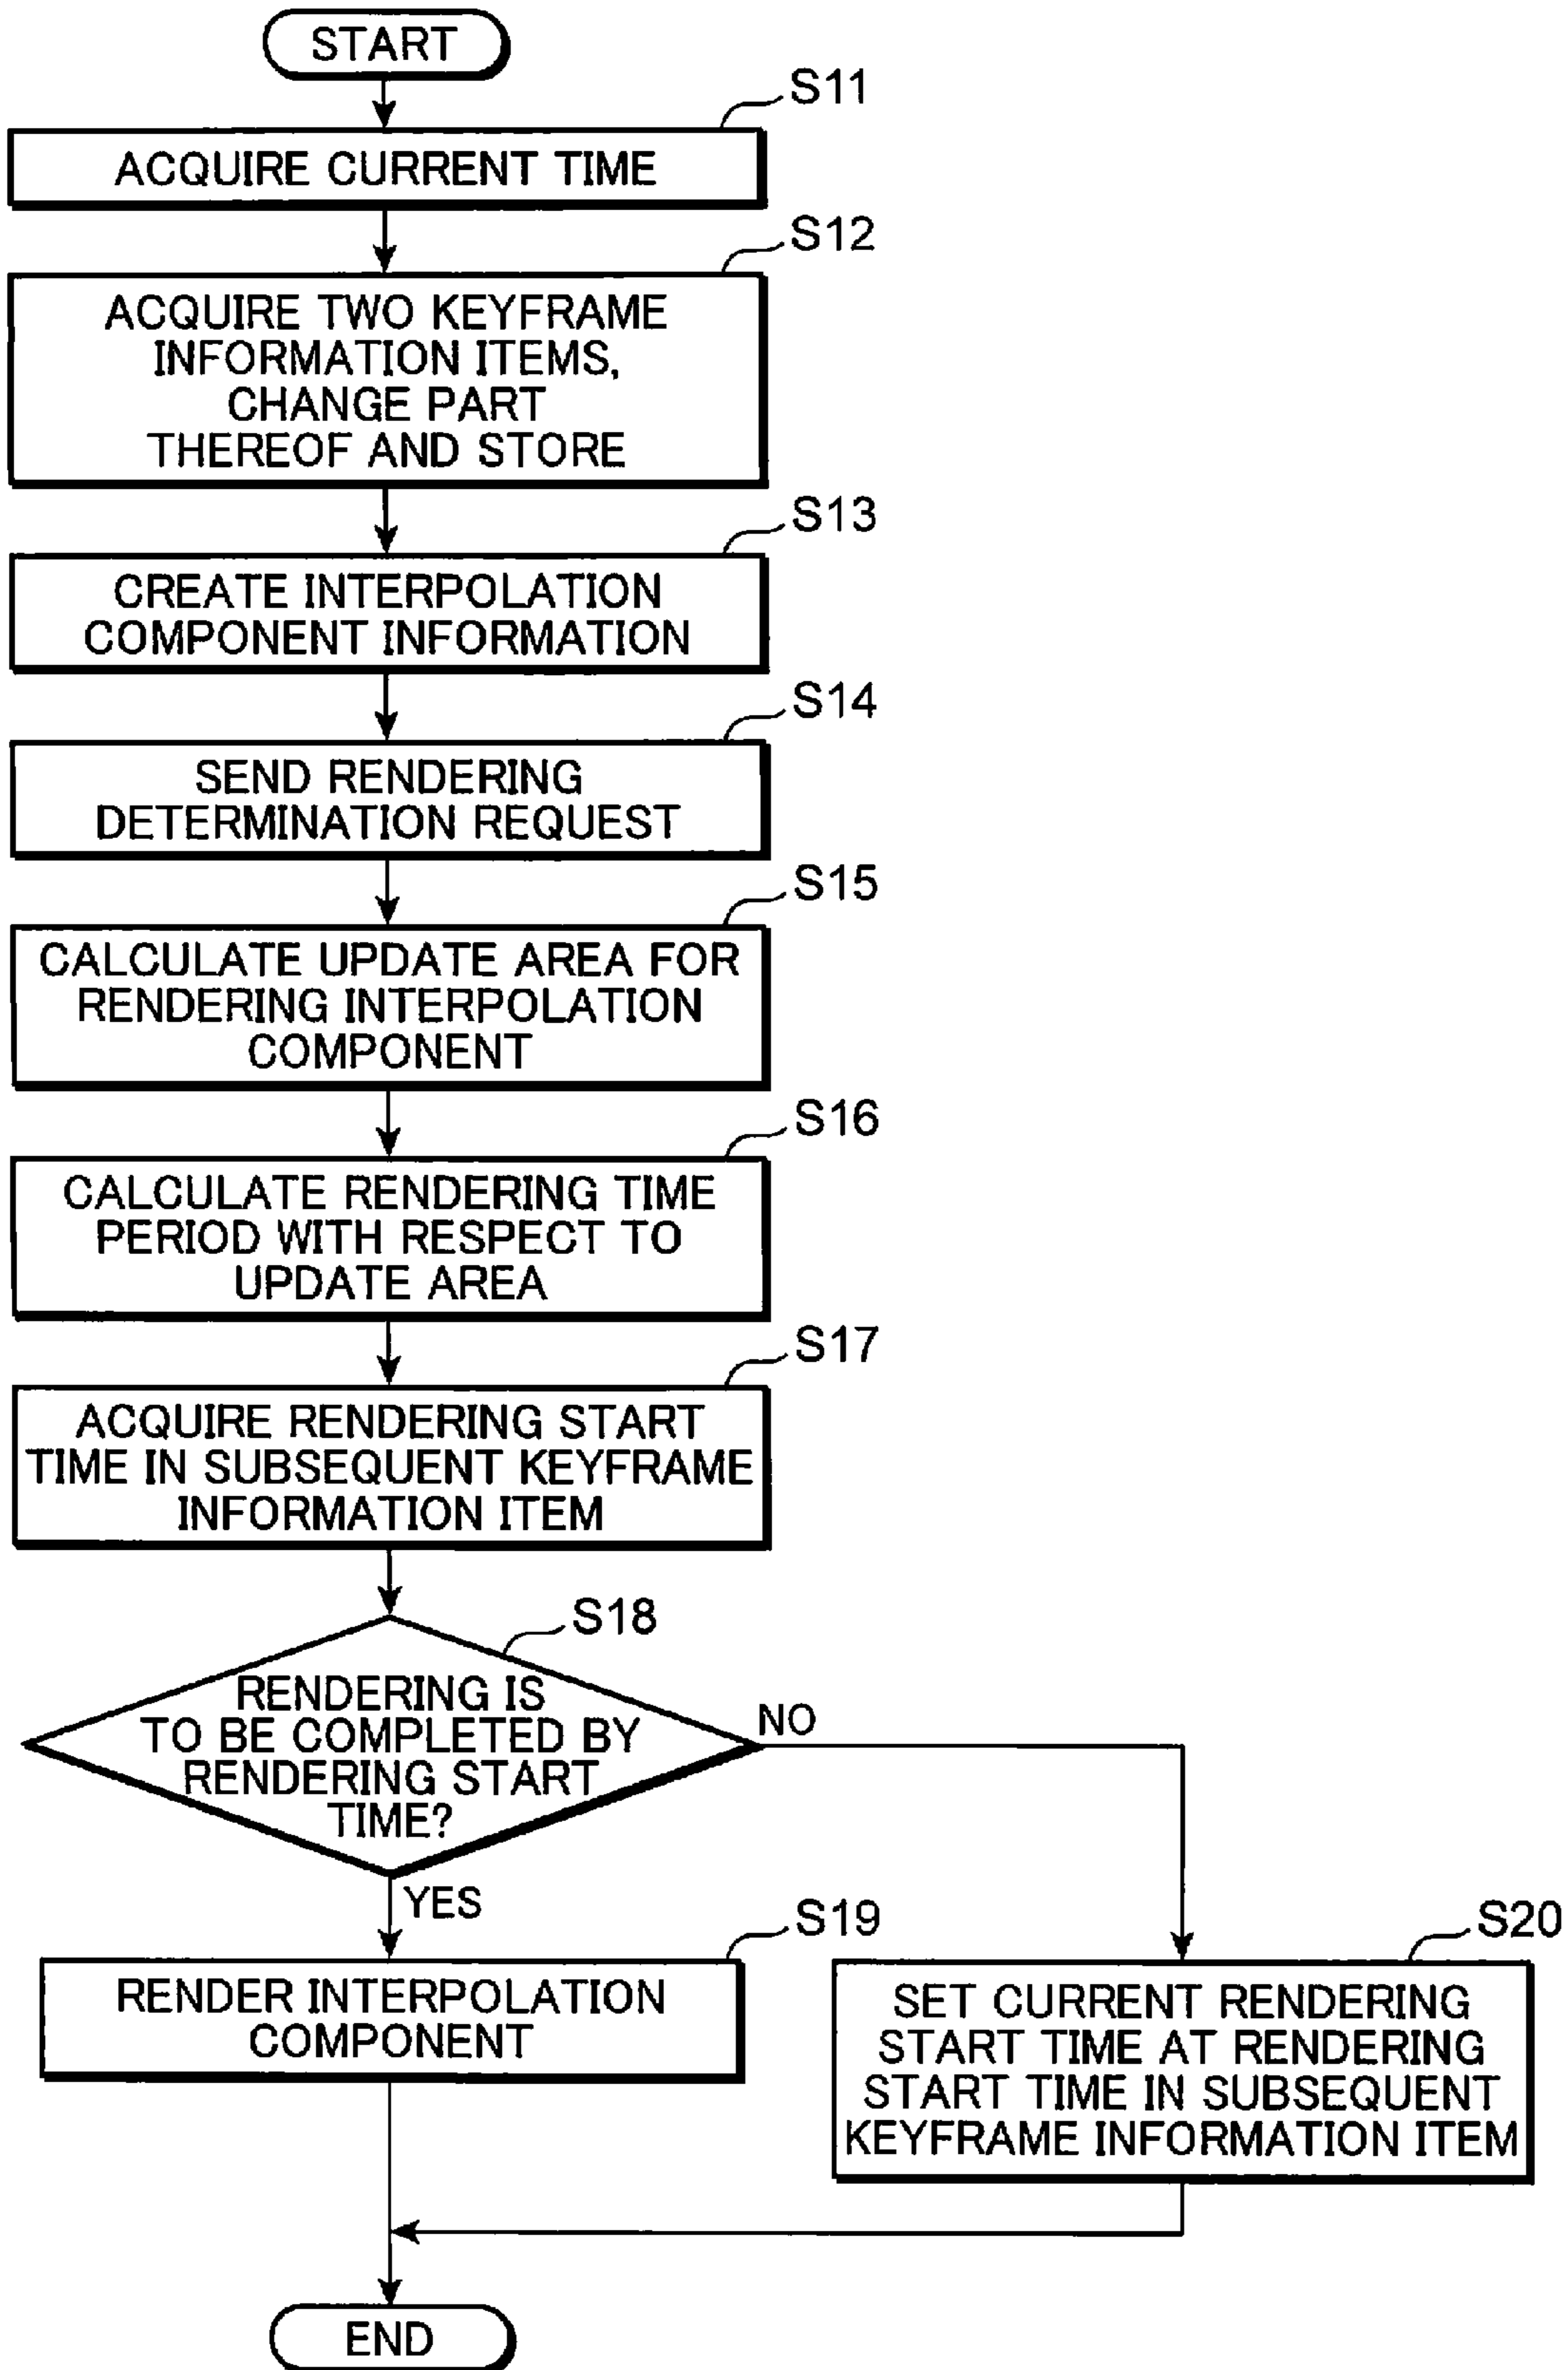 START
S11
ACQUIRE CURRENT TIME
S12
ACQUIRE TWO KEYFRAME
INFORMATION ITEMS,
CHANGE PART
THEREOF AND STORE
S13
CREATE INTERPOLATION
COMPONENT INFORMATION
S14
SEND RENDERING
DETERMINATION REQUEST
S15
CALCULATE UPDATE AREA FOR
RENDERING INTERPOLATION
COMPONENT
S16
CALCULATE RENDERING TIME
PERIOD WITH RESPECT TO
UPDATE AREA
S17
ACQUIRE RENDERING START
TIME IN SUBSEQUENT KEYFRAME
INFORMATION ITEM
S18
RENDERING IS
TO BE COMPLETED BY
RENDERING START
TIME?
NO
YES
S19
RENDER INTERPOLATION
COMPONENT
S20
SET CURRENT RENDERING
START TIME AT RENDERING
START TIME IN SUBSEQUENT
KEYFRAME INFORMATION ITEM
END